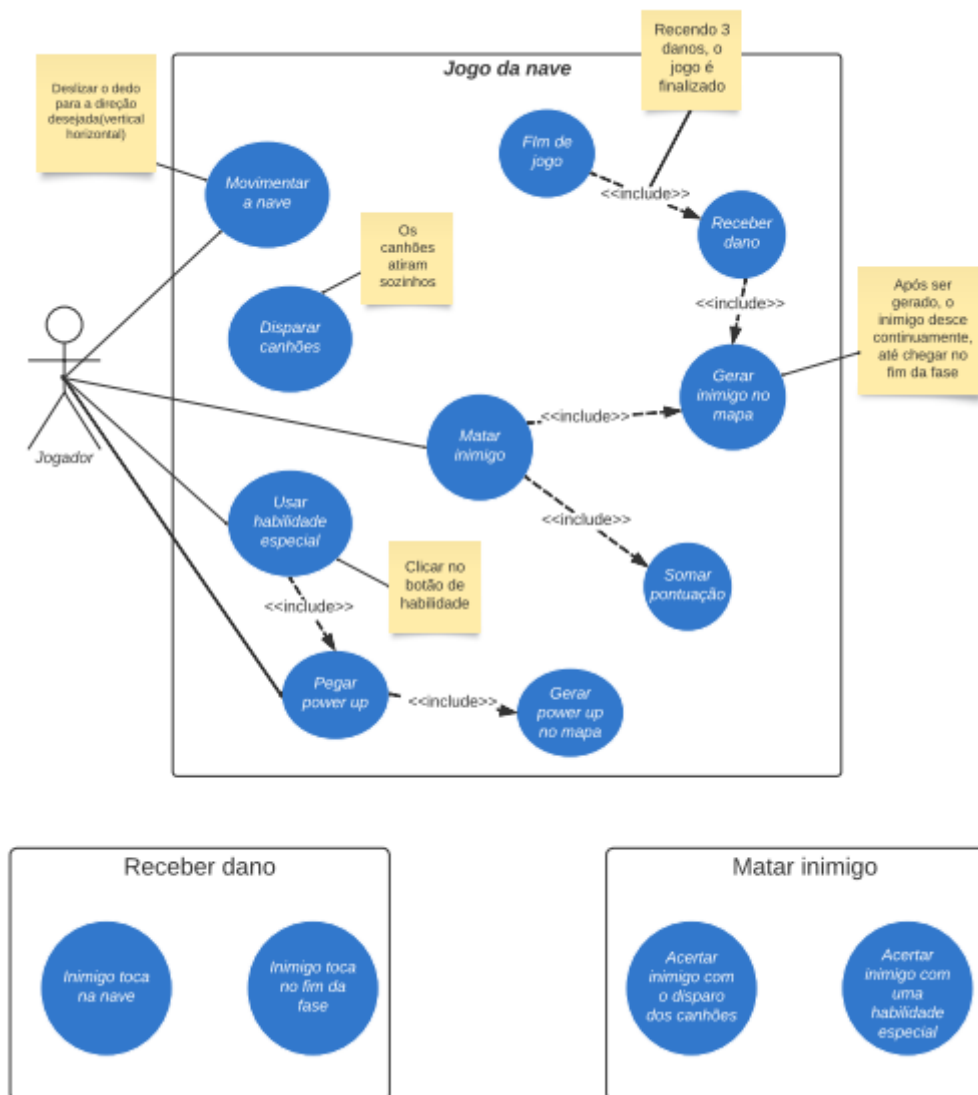 Jogo da nave
Recendo 3
danos, o
jogo é
finalizado
Deslizar o dedo
para a direção
desejada(vertical
horizontal)
FIm de
jogo
Movimentar
a nave
<<include>>
Receber
dano
Os
canhões
atiram
sozinhos
<<include>>
Após ser
gerado, o
inimigo desce
continuamente,
até chegar no
fim da fase
Disparar
canhões
Gerar
inimigo no
mapa
<<include>>
Matar
inimigo
Jogador
Usar
habilidade
especial
<<include>>
Clicar no
botão de
habilidade
Somar
pontuação
<<include>>
Pegar
power up
<<include>>
Gerar
power up
no mapa
Receber dano
Inimigo toca
na nave
Inimigo toca
no fim da
fase
Matar inimigo
Acertar
inimigo com
o disparo
dos canhões
Acertar
inimigo com
uma
habilidade
especial